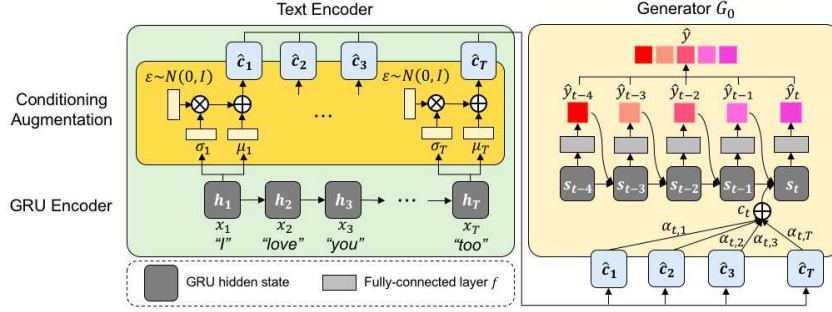 Text Encoder
Generator G₀
Conditioning
Augmentation
GRU Encoder
ĉ₁ ĉ₂ ĉ₃ ĉ_T
ε~N(0, I) ε~N(0, I)
...
σ₁ μ₁ σ_T μ_T
h₁ h₂ h₃ ... h_T
x₁ x₂ x₃ x_T
"I" "love" "you" "too"
GRU hidden state
Fully-connected layer f
ŷ
ŷ_{t−4} ŷ_{t−3} ŷ_{t−2} ŷ_{t−1} ŷ_t
s_{t−4} s_{t−3} s_{t−2} s_{t−1} s_t
c_t
α_{t,1} α_{t,2} α_{t,3} α_{t,T}
ĉ₁ ĉ₂ ĉ₃ ĉ_T